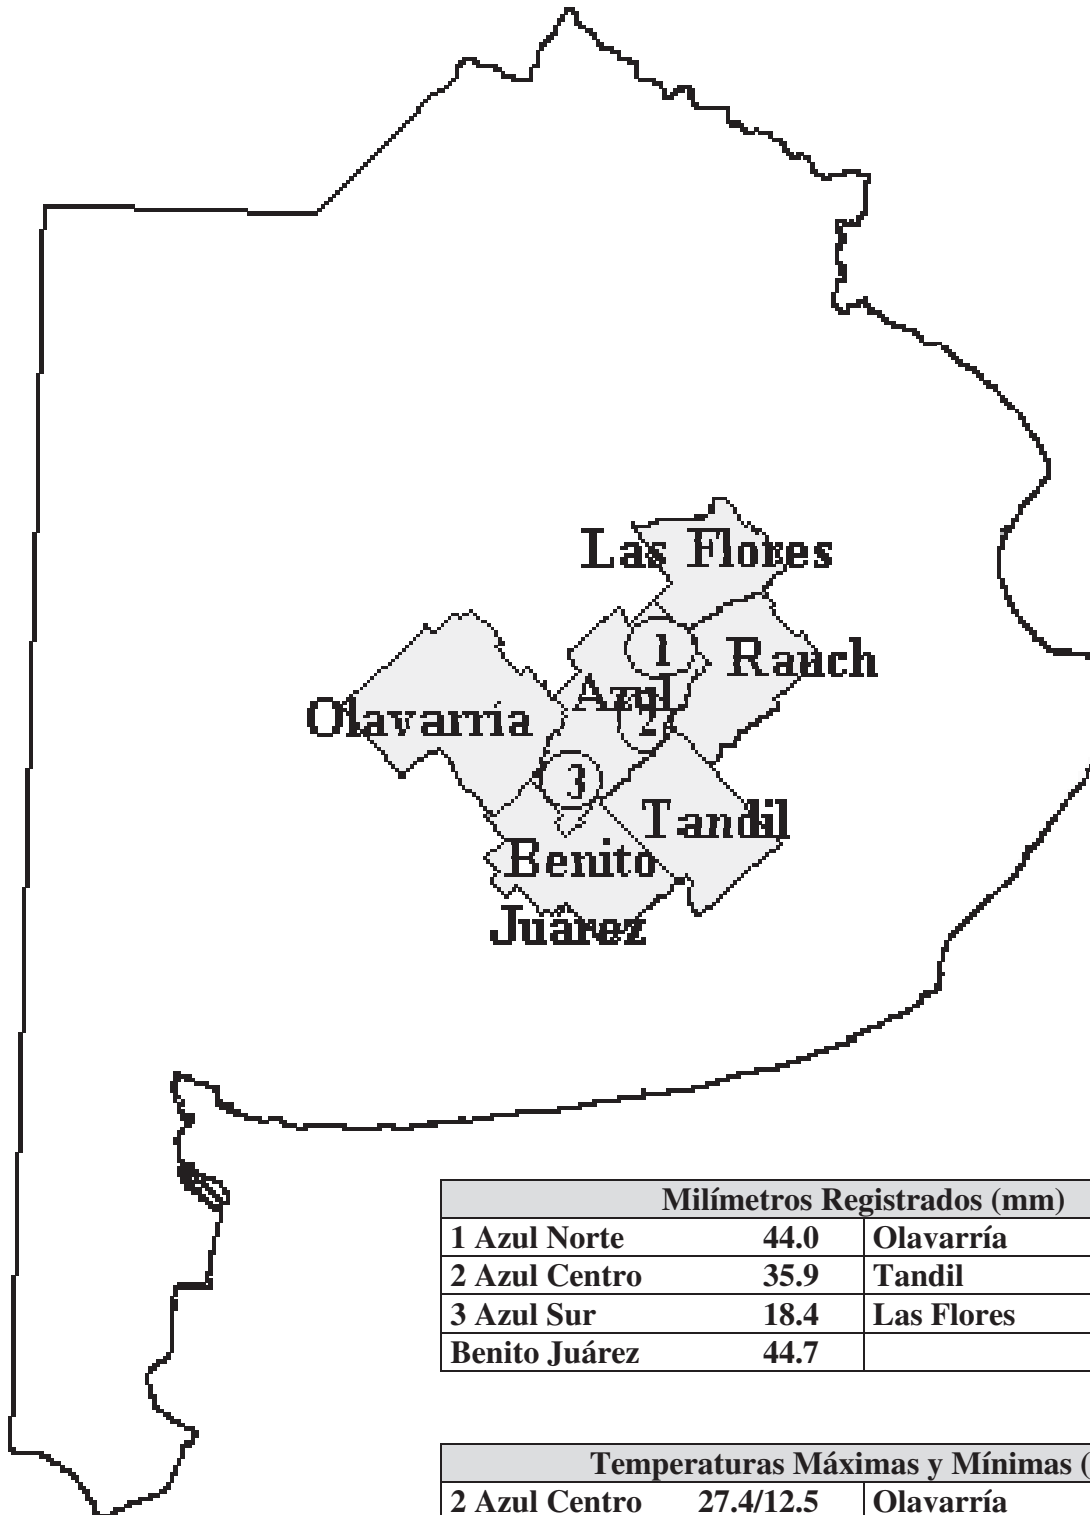 Las Flores
1
Rauch
Azul
Olavarría
2
3
Tandil
Benito
Juárez
Milímetros Registrados (mm)
1 Azul Norte 44.0 Olavarría
2 Azul Centro 35.9 Tandil
3 Azul Sur 18.4 Las Flores
Benito Juárez 44.7
Temperaturas Máximas y Mínimas (
2 Azul Centro 27.4/12.5 Olavarría